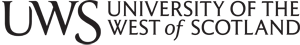 UWS UNIVERSITY OF THE
WEST of SCOTLAND